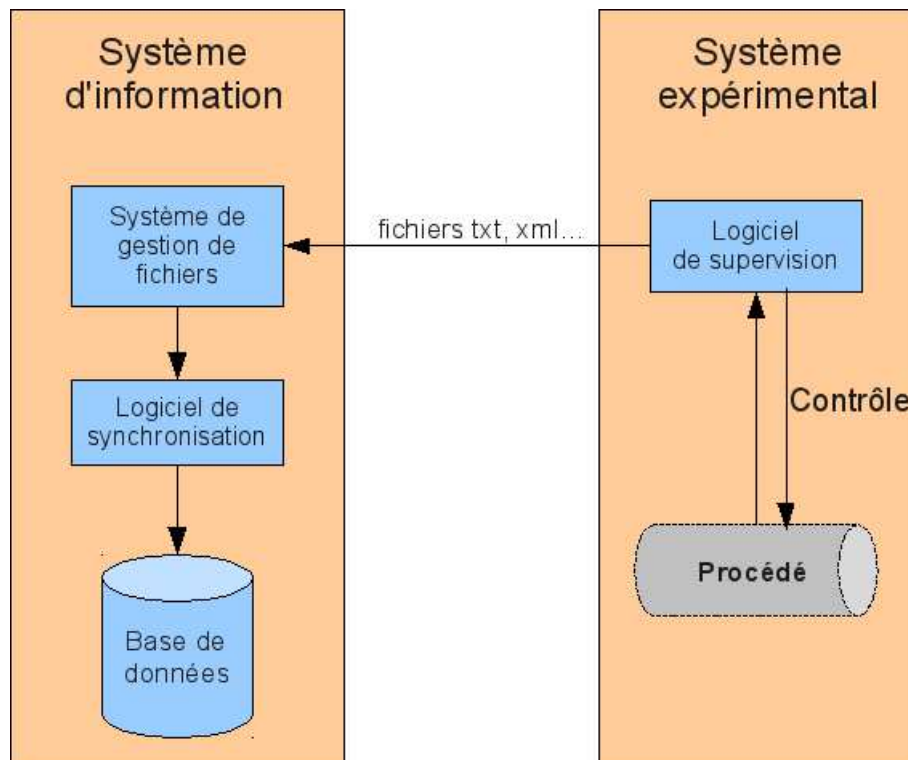 Système
d'information
Système de
gestion de
fichiers
Logiciel de
synchronisation
Base de
données
fichiers txt, xml...
Système
expérimental
Logiciel
de supervision
Contrôle
Procédé